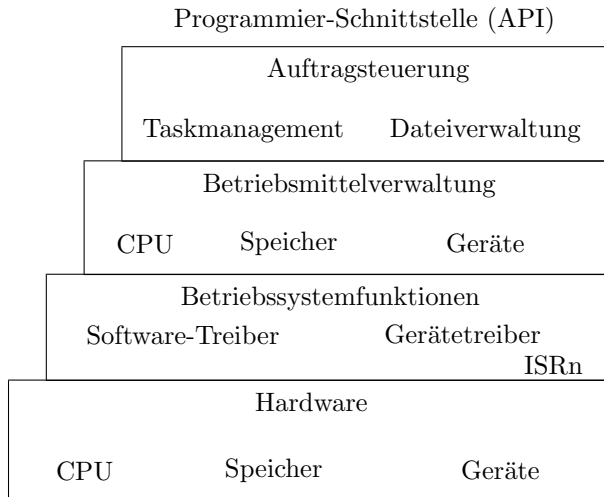 Programmier-Schnittstelle (API)
Auftragsteuerung
Taskmanagement Dateiverwaltung
Betriebsmittelverwaltung
CPU Speicher Geräte
Betriebssystemfunktionen
Software-Treiber Gerätetreiber
ISRn
Hardware
CPU Speicher Geräte